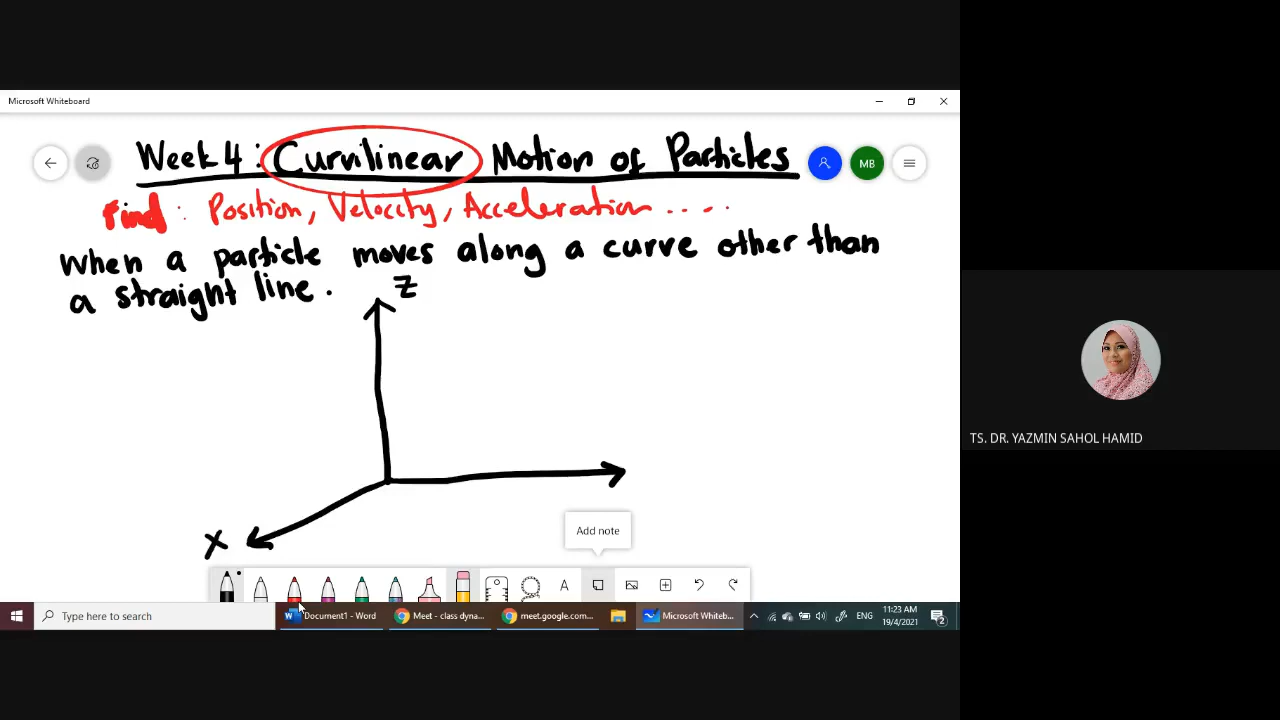 Microsoft Whiteboard
Week 4: Curvilinear Motion of Particles
MB
Find: Position, Velocity, Acceleration ....
When a particle moves along a curve other than
a straight line.
z
x
Add note
A
TS. DR. YAZMIN SAHOL HAMID
Type here to search
Document1 - Word
Meet - class dyna...
meet.google.com...
Microsoft Whiteb...
ENG
11:23 AM
19/4/2021
2